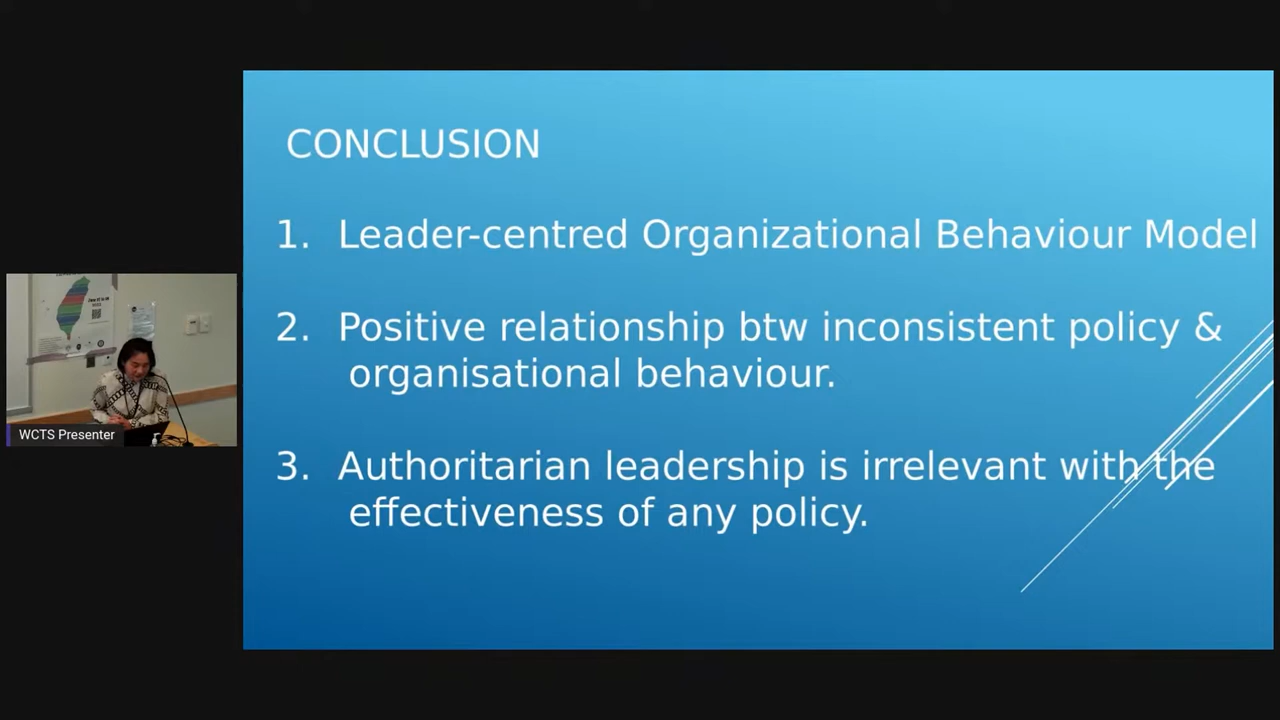 CONCLUSION
1. Leader-centred Organizational Behaviour Model
2. Positive relationship btw inconsistent policy &
organisational behaviour.
3. Authoritarian leadership is irrelevant with the
effectiveness of any policy.
WCTS Presenter